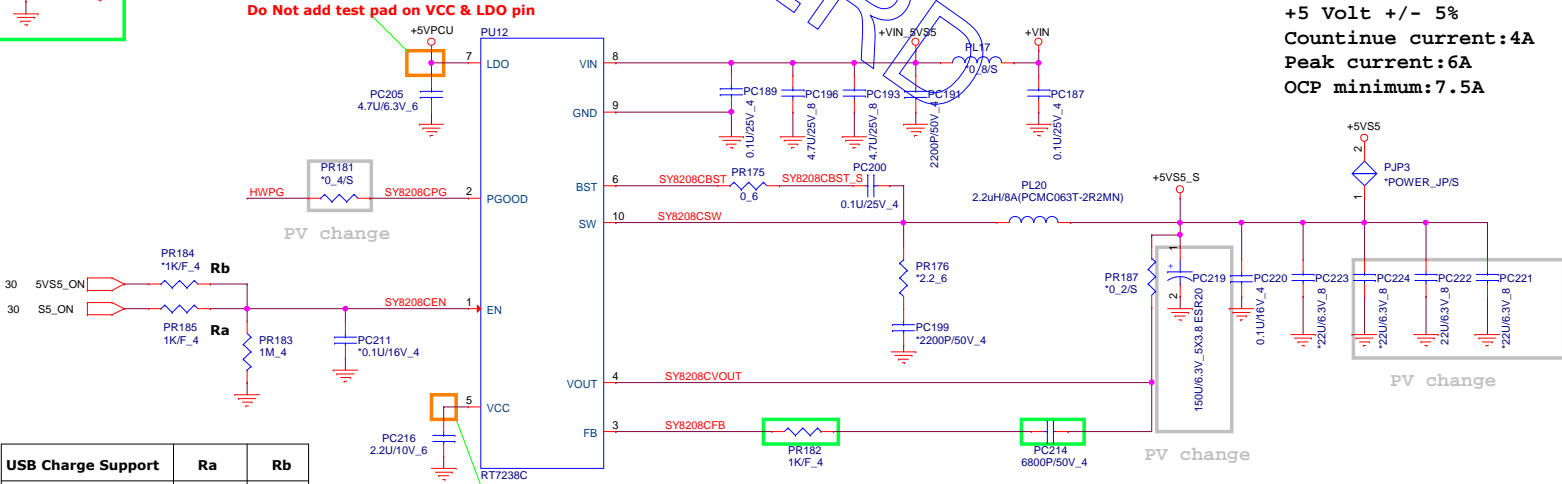 Do Not add test pad on VCC & LDO pin
+5 Volt +/- 5%
Countinue current:4A
Peak current:6A
OCP minimum:7.5A
+5VPCU
PU12
+VIN_5VS5
+VIN
PL17
*0_8/S
7
LDO
VIN
8
PC205
4.7U/6.3V_6
PC189
0.1U/25V_4
PC196
4.7U/25V_8
PC193
4.7U/25V_8
PC191
2200P/50V_4
PC187
0.1U/25V_4
GND
9
+5VS5
2
PJP3
*POWER_JP/S
1
PR181
*0_4/S
HWPG
SY8208CPG
2
PGOOD
PV change
BST
6
SY8208CBST
PR175
0_6
SY8208CBST_S
PC200
0.1U/25V_4
PL20
2.2uH/8A(PCMC063T-2R2MN)
+5VS5_S
SW
10
SY8208CSW
30
5VS5_ON
PR184
*1K/F_4
Rb
30
S5_ON
PR185
1K/F_4
Ra
SY8208CEN
1
EN
PR183
1M_4
PC211
*0.1U/16V_4
PR176
*2.2_6
PC199
*2200P/50V_4
PR187
*0_2/S
1
+
PC219
2
150U/6.3V_5X3.8 ESR20
PC220
0.1U/16V_4
PC223
*22U/6.3V_8
PC224
*22U/6.3V_8
PC222
22U/6.3V_8
PC221
*22U/6.3V_8
PV change
VOUT
4
SY8208CVOUT
5
VCC
PC216
2.2U/10V_6
FB
3
SY8208CFB
PR182
1K/F_4
PC214
6800P/50V_4
PV change
RT7238C
USB Charge Support
Ra
Rb